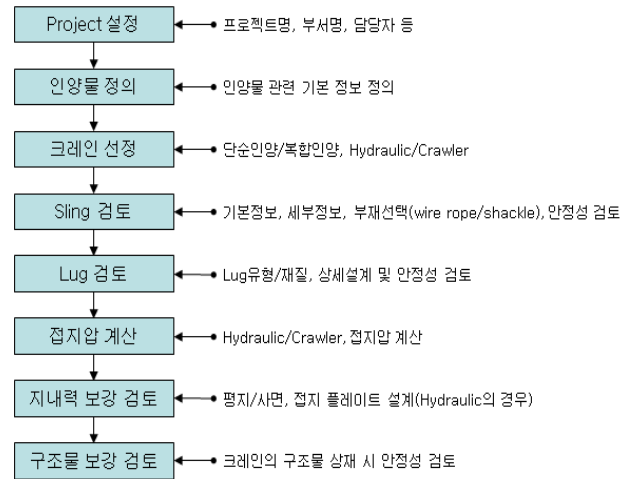 Project 설정
프로젝트명, 부서명, 담당자 등
인양물 정의
인양물 관련 기본 정보 정의
크레인 선정
단순인양/복합인양, Hydraulic/Crawler
Sling 검토
기본정보, 세부정보, 부재선택(wire rope/shackle), 안정성 검토
Lug 검토
Lug유형/재질, 상세설계 및 안정성 검토
접지압 계산
Hydraulic/Crawler, 접지압 계산
지내력 보강 검토
평지/사면, 접지 플레이트 설계(Hydraulic의 경우)
구조물 보강 검토
크레인의 구조물 상재 시 안정성 검토